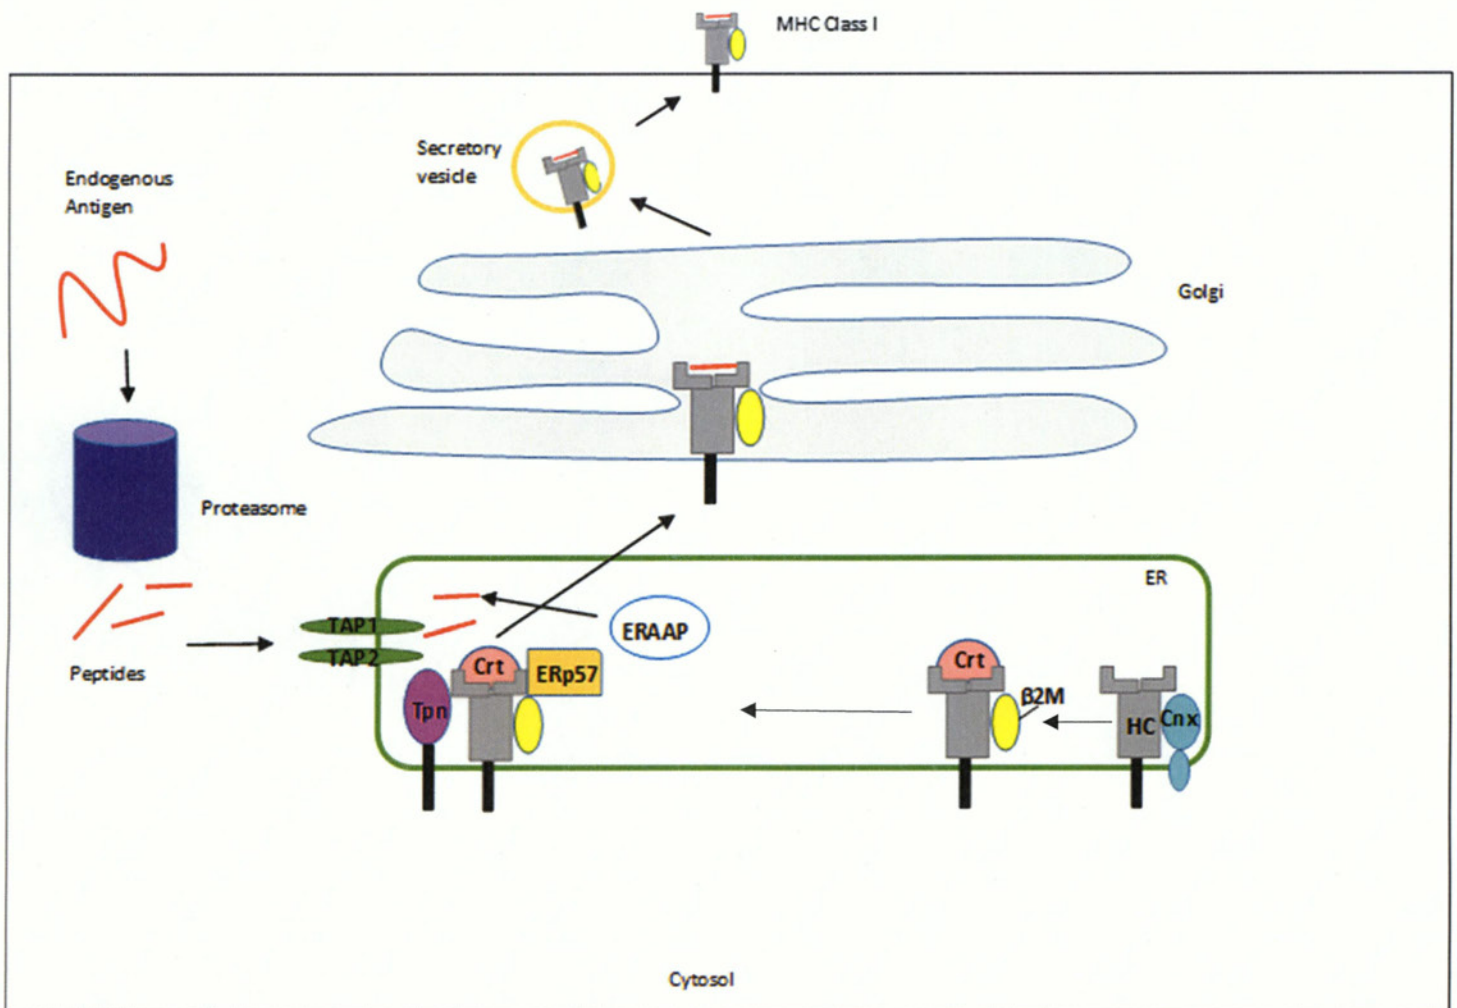 MHC Class I
Secretory
vesicle
Endogenous
Antigen
Golgi
Proteasome
ER
TAP1
TAP2
ERAAP
Peptides
Crt
ERp57
Tpn
Crt
β2M
HC
Cnx
Cytosol